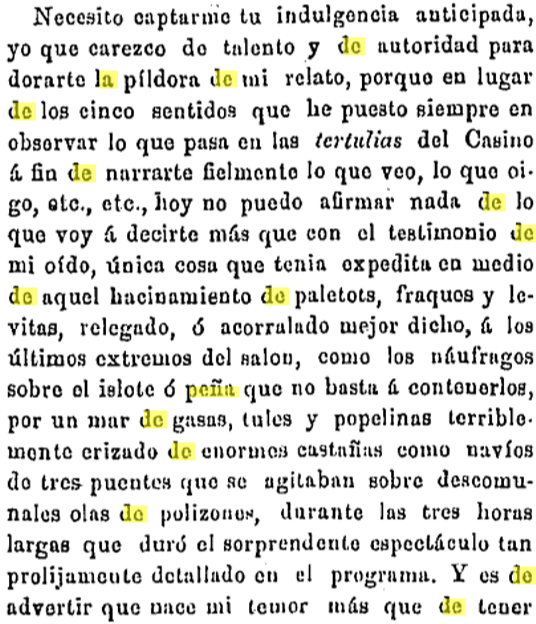 Necesito captarme tu indulgencia anticipada,
yo que carezco de talento y de autoridad para
dorarte la píldora de mi relato, porque en lugar
de los cinco sentidos que he puesto siempre en
observar lo que pasa en las tertulias del Casino
á fin de narrarte fielmente lo que veo, lo que oi-
go, etc., etc., hoy no puedo afirmar nada de lo
que voy á decirte más que con el testimonio de
mi oído, única cosa que tenia expedita en medio
de aquel hacinamiento de paletots, fraques y le-
vitas, relegado, ó acorralado mejor dicho, á los
últimos extremos del salon, como los náufragos
sobre el islote ó peña que no basta á contenerlos,
por un mar de gasas, tules y popelinas terrible-
mente erizado de enormes castañas como navíos
de tres puentes que se agitaban sobre descomu-
nales olas de polizones, durante las tres horas
largas que duró el sorprendente espectáculo tan
prolijamente detallado en el programa. Y es de
advertir que nace mi temor más que de tener